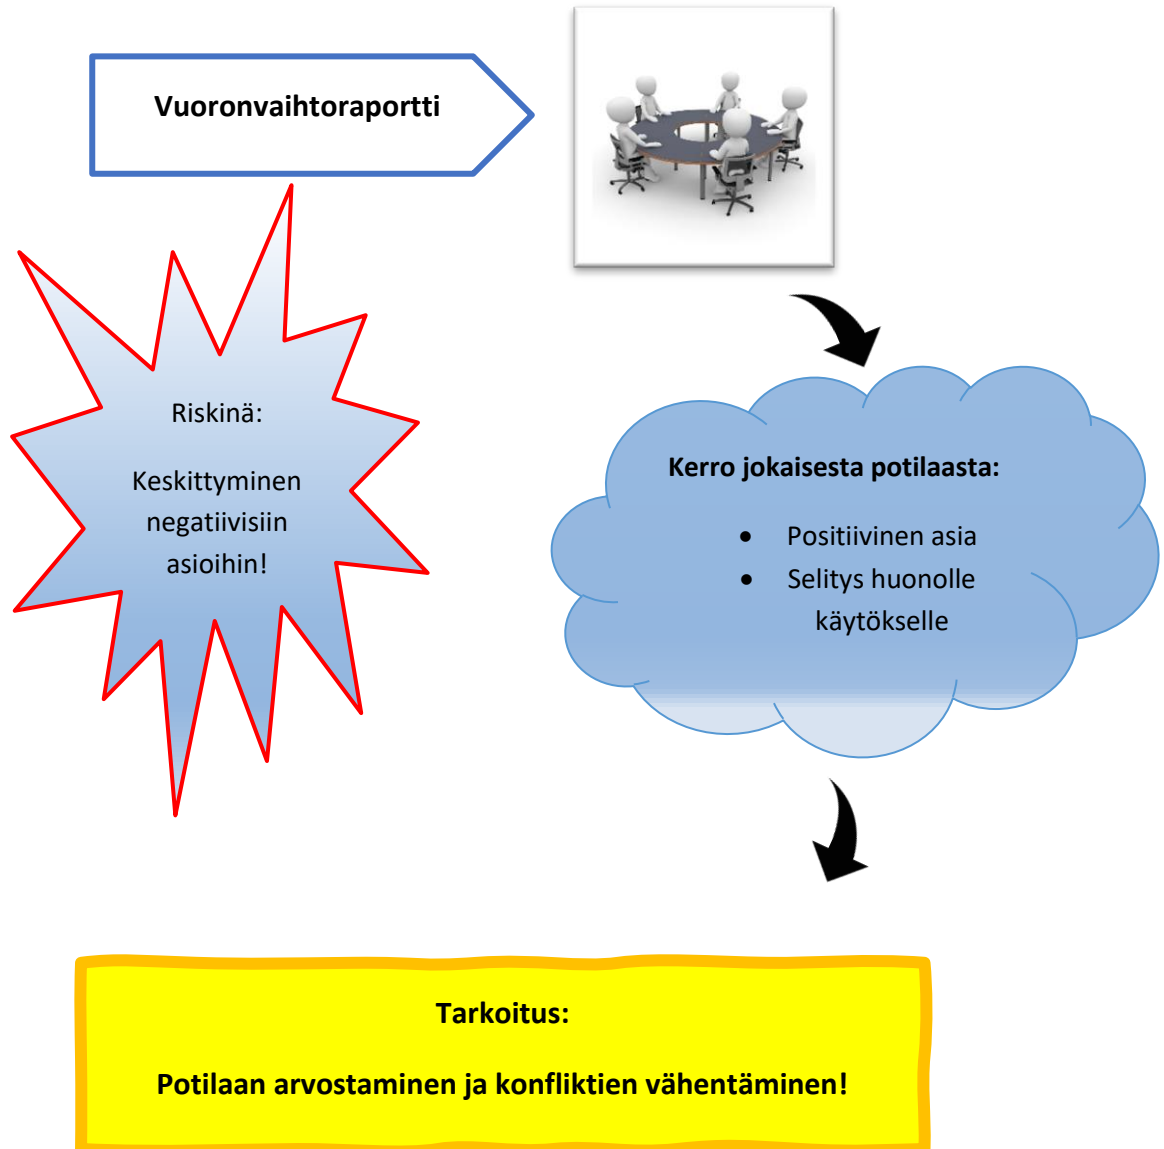 Vuoronvaihtoraportti
Riskinä:
Keskittyminen
negatiivisiin
asioihin!
Kerro jokaisesta potilaasta:
• Positiivinen asia
• Selitys huonolle
käytökselle
Tarkoitus:
Potilaan arvostaminen ja konfliktien vähentäminen!